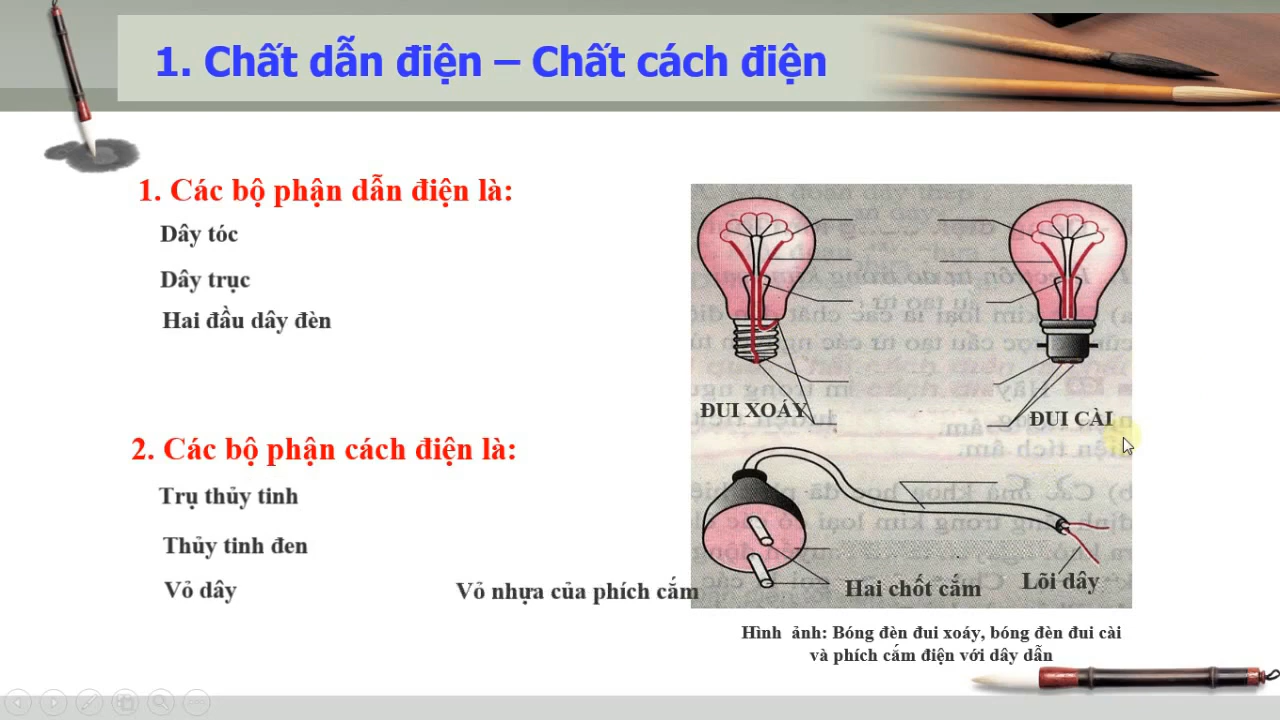 1. Chất dẫn điện – Chất cách điện
1. Các bộ phận dẫn điện là:
Dây tóc
Dây trục
Hai đầu dây đèn
2. Các bộ phận cách điện là:
Trụ thủy tinh
Thủy tinh đen
Vỏ dây
Vỏ nhựa của phích cắm
ĐUI XOÁY
ĐUI CÀI
Hai chốt cắm
Lõi dây
Hình ảnh: Bóng đèn đui xoáy, bóng đèn đui cài
và phích cắm điện với dây dẫn